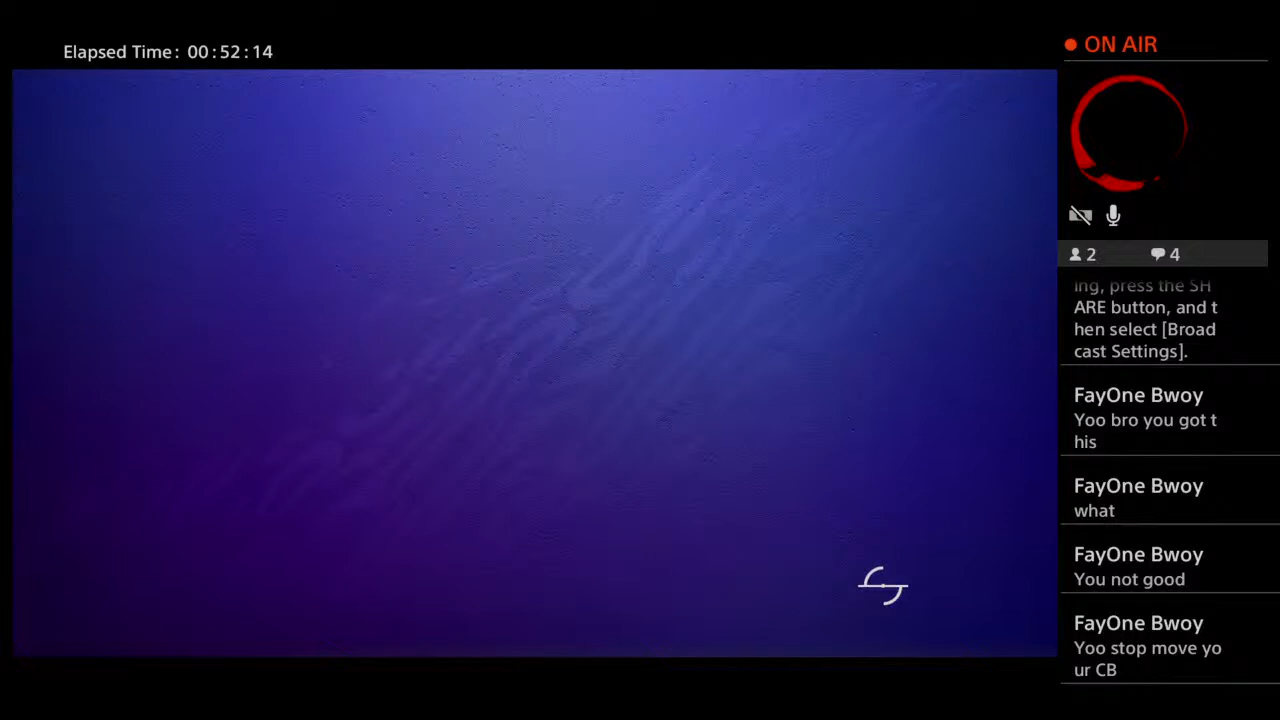 Elapsed Time: 00:52:14
ON AIR
2 4
ing, press the SH
ARE button, and t
hen select [Broad
cast Settings].
FayOne Bwoy
Yoo bro you got t
his
FayOne Bwoy
what
FayOne Bwoy
You not good
FayOne Bwoy
Yoo stop move yo
ur CB